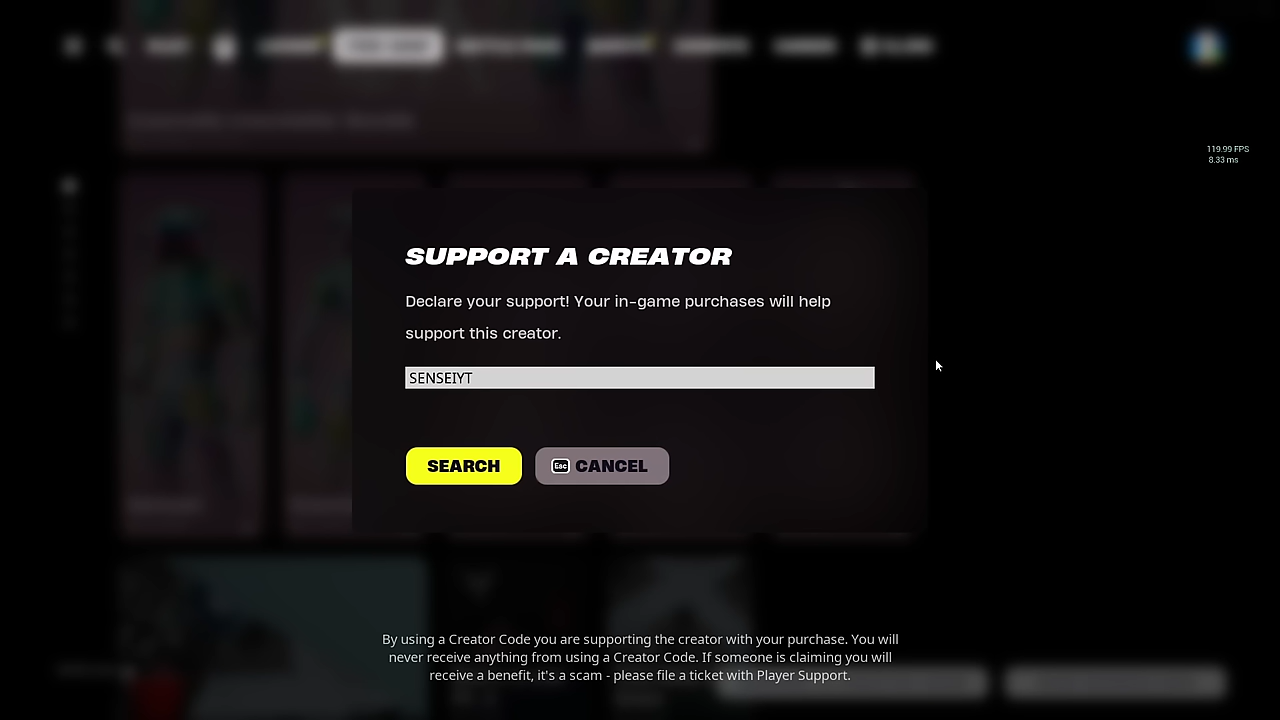 119.99 FPS
8.33 ms
SUPPORT A CREATOR
Declare your support! Your in-game purchases will help
support this creator.
SENSEIYT
SEARCH
Esc CANCEL
By using a Creator Code you are supporting the creator with your purchase. You will
never receive anything from using a Creator Code. If someone is claiming you will
receive a benefit, it's a scam - please file a ticket with Player Support.